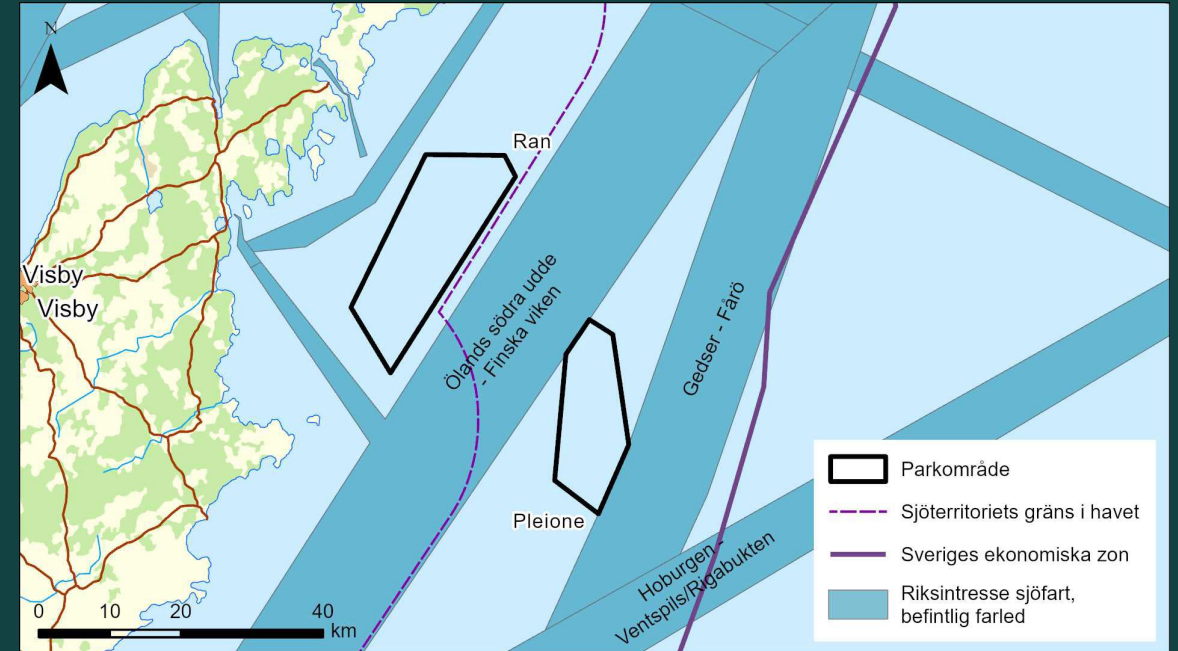 N
Ran
Visby
Visby
Ölands södra udde
- Finska viken
Gedser - Fårö
Pleione
Hoburgen -
Ventspils/Rigabukten
0 10 20 40
km
Parkområde
Sjöterritoriets gräns i havet
Sveriges ekonomiska zon
Riksintresse sjöfart,
befintlig farled